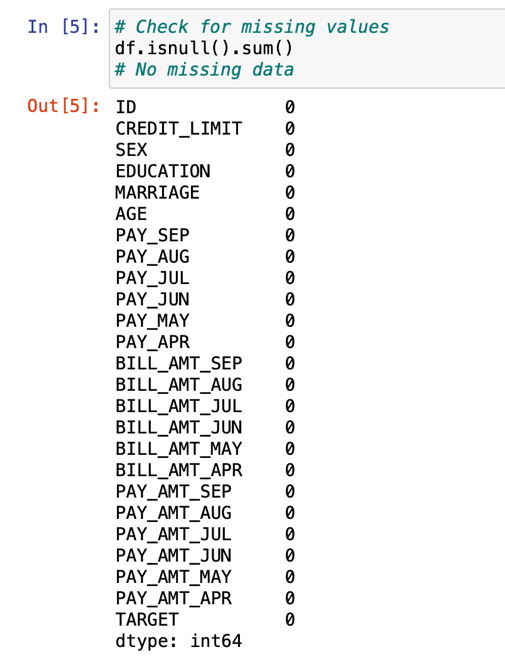 In [5]: # Check for missing values
df.isnull().sum()
# No missing data
Out[5]: ID 0
CREDIT_LIMIT 0
SEX 0
EDUCATION 0
MARRIAGE 0
AGE 0
PAY_SEP 0
PAY_AUG 0
PAY_JUL 0
PAY_JUN 0
PAY_MAY 0
PAY_APR 0
BILL_AMT_SEP 0
BILL_AMT_AUG 0
BILL_AMT_JUL 0
BILL_AMT_JUN 0
BILL_AMT_MAY 0
BILL_AMT_APR 0
PAY_AMT_SEP 0
PAY_AMT_AUG 0
PAY_AMT_JUL 0
PAY_AMT_JUN 0
PAY_AMT_MAY 0
PAY_AMT_APR 0
TARGET 0
dtype: int64